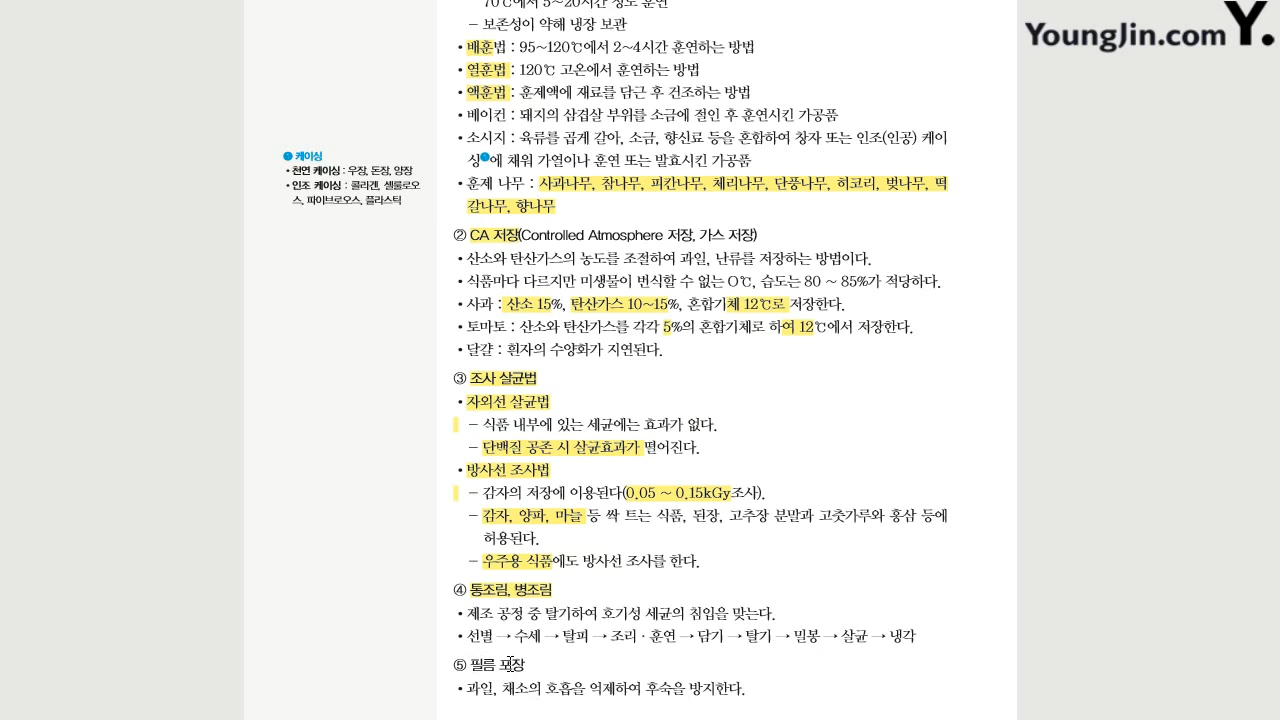 70℃에서 5~20시간 정도 훈연
– 보존성이 약해 냉장 보관
• 배훈법 : 95~120℃에서 2~4시간 훈연하는 방법
• 열훈법 : 120℃ 고온에서 훈연하는 방법
• 액훈법 : 훈제액에 재료를 담근 후 건조하는 방법
• 베이컨 : 돼지의 삼겹살 부위를 소금에 절인 후 훈연시킨 가공품
• 소시지 : 육류를 곱게 갈아, 소금, 향신료 등을 혼합하여 창자 또는 인조(인공) 케이
싱❶에 채워 가열이나 훈연 또는 발효시킨 가공품
• 훈제 나무 : 사과나무, 참나무, 피칸나무, 체리나무, 단풍나무, 히코리, 벚나무, 떡
갈나무, 향나무
② CA 저장(Controlled Atmosphere 저장, 가스 저장)
• 산소와 탄산가스의 농도를 조절하여 과일, 난류를 저장하는 방법이다.
• 식품마다 다르지만 미생물이 번식할 수 없는 O℃, 습도는 80 ~ 85%가 적당하다.
• 사과 : 산소 15%, 탄산가스 10~15%, 혼합기체 12℃로 저장한다.
• 토마토 : 산소와 탄산가스를 각각 5%의 혼합기체로 하여 12℃에서 저장한다.
• 달걀 : 흰자의 수양화가 지연된다.
③ 조사 살균법
• 자외선 살균법
– 식품 내부에 있는 세균에는 효과가 없다.
– 단백질 공존 시 살균효과가 떨어진다.
• 방사선 조사법
– 감자의 저장에 이용된다(0.05 ~ 0.15kGy조사).
– 감자, 양파, 마늘 등 싹 트는 식품, 된장, 고추장 분말과 고춧가루와 홍삼 등에
허용된다.
– 우주용 식품에도 방사선 조사를 한다.
④ 통조림, 병조림
• 제조 공정 중 탈기하여 호기성 세균의 침입을 맞는다.
• 선별 → 수세 → 탈피 → 조리 · 훈연 → 담기 → 탈기 → 밀봉 → 살균 → 냉각
⑤ 필름 포장
• 과일, 채소의 호흡을 억제하여 후숙을 방지한다.
❶ 케이싱
• 천연 케이싱 : 우장, 돈장, 양장
• 인조 케이싱 : 콜라겐, 셀룰로오
스, 파이브로오스, 플라스틱
YoungJin.com Y.